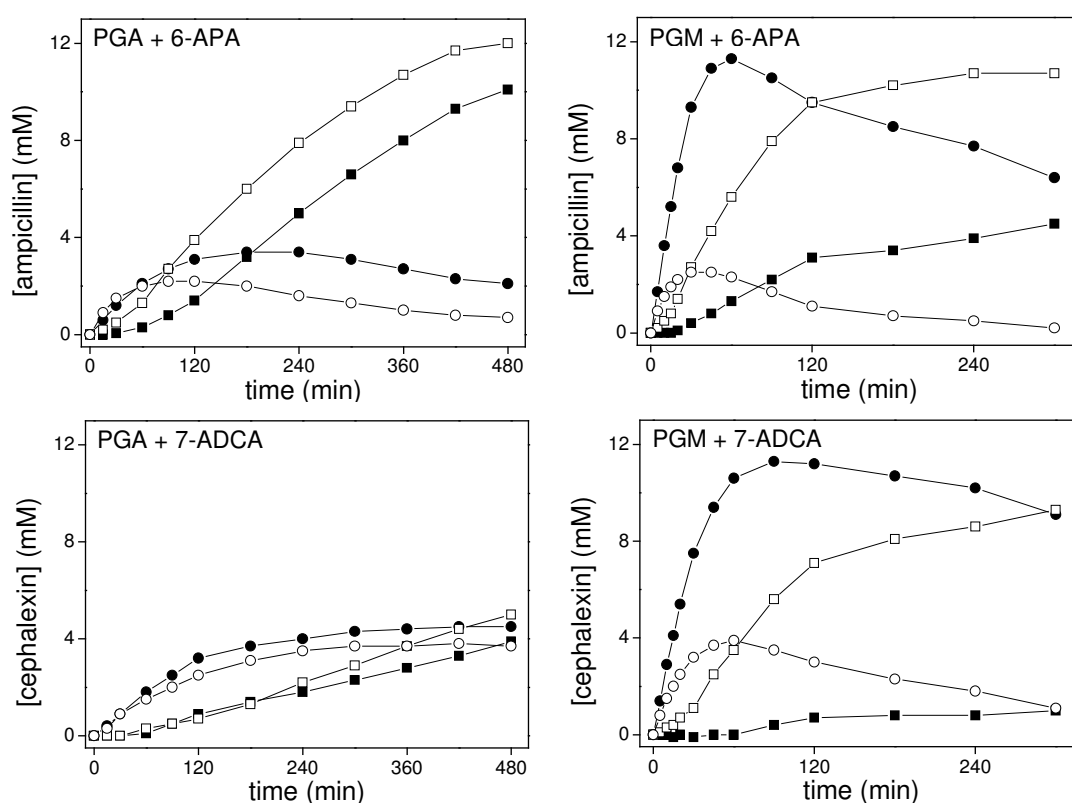 PGA + 6-APA
[ampicillin] (mM)
12
8
4
0
0 120 240 360 480
time (min)
PGM + 6-APA
[ampicillin] (mM)
12
8
4
0
0 120 240
time (min)
PGA + 7-ADCA
[cephalexin] (mM)
12
8
4
0
0 120 240 360 480
time (min)
PGM + 7-ADCA
[cephalexin] (mM)
12
8
4
0
0 120 240
time (min)